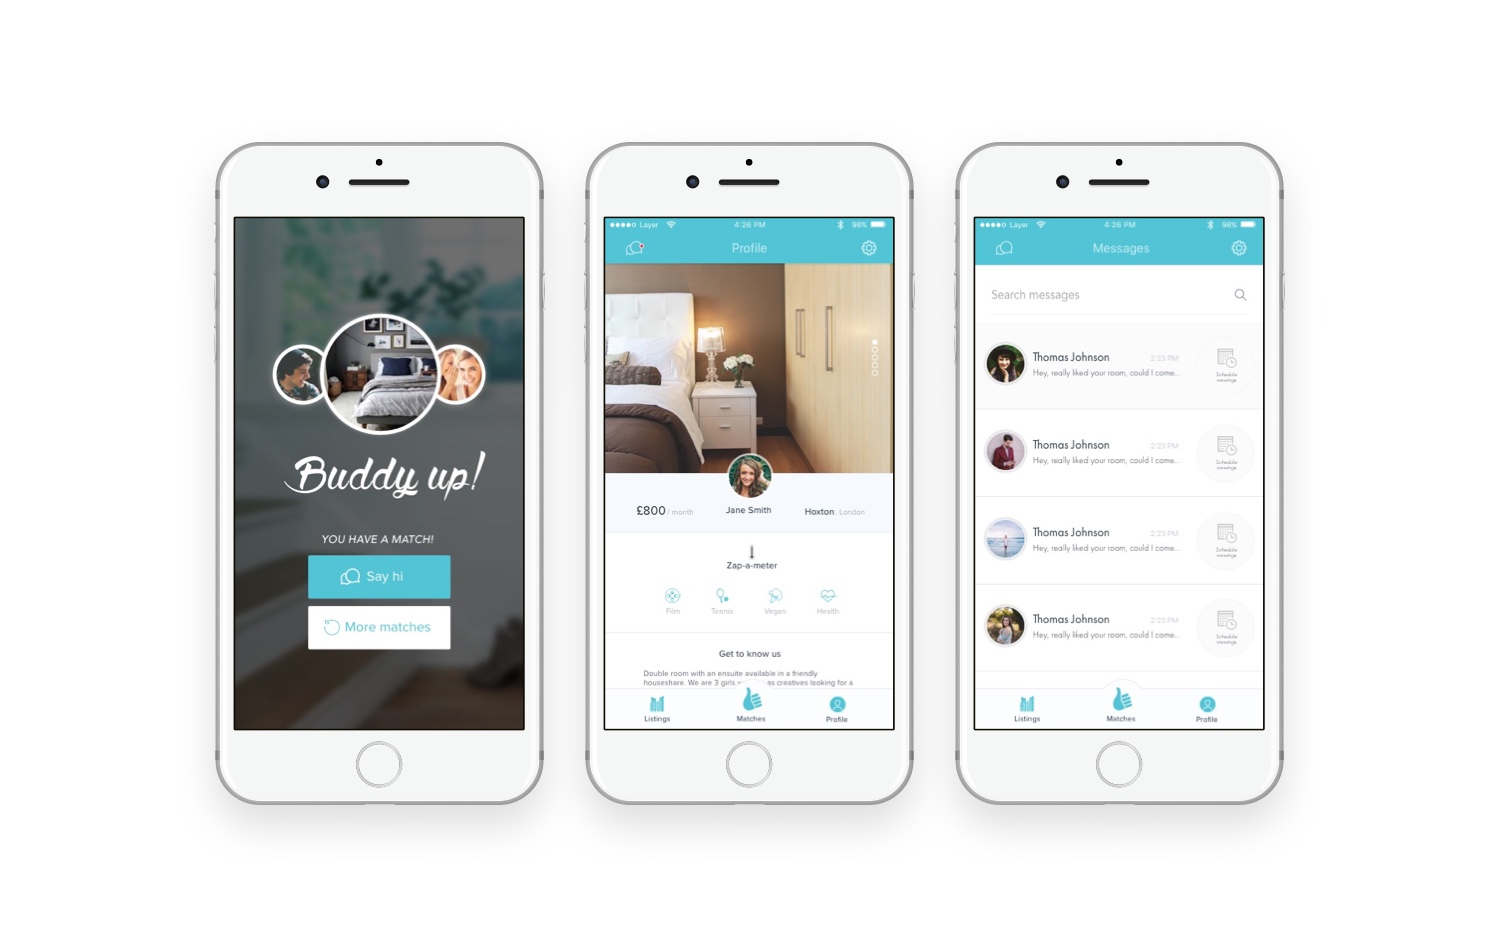 Buddy up!
YOU HAVE A MATCH!
Say hi
More matches
Layer 4:26 PM 98%
Profile
£800 / month
Jane Smith
Hoxton, London
Zap-a-meter
Film Tennis Vegan Health
Get to know us
Double room with an ensuite available in a friendly
houseshare. We are 3 girls as creatives looking for a
Listings Matches Profile
Layer 4:26 PM 98%
Messages
Search messages
Thomas Johnson 2:23 PM
Hey, really liked your room, could I come...
Schedule
viewings
Thomas Johnson 2:23 PM
Hey, really liked your room, could I come...
Schedule
viewings
Thomas Johnson 2:23 PM
Hey, really liked your room, could I come...
Schedule
viewings
Thomas Johnson 2:23 PM
Hey, really liked your room, could I come...
Schedule
viewings
Listings Matches Profile